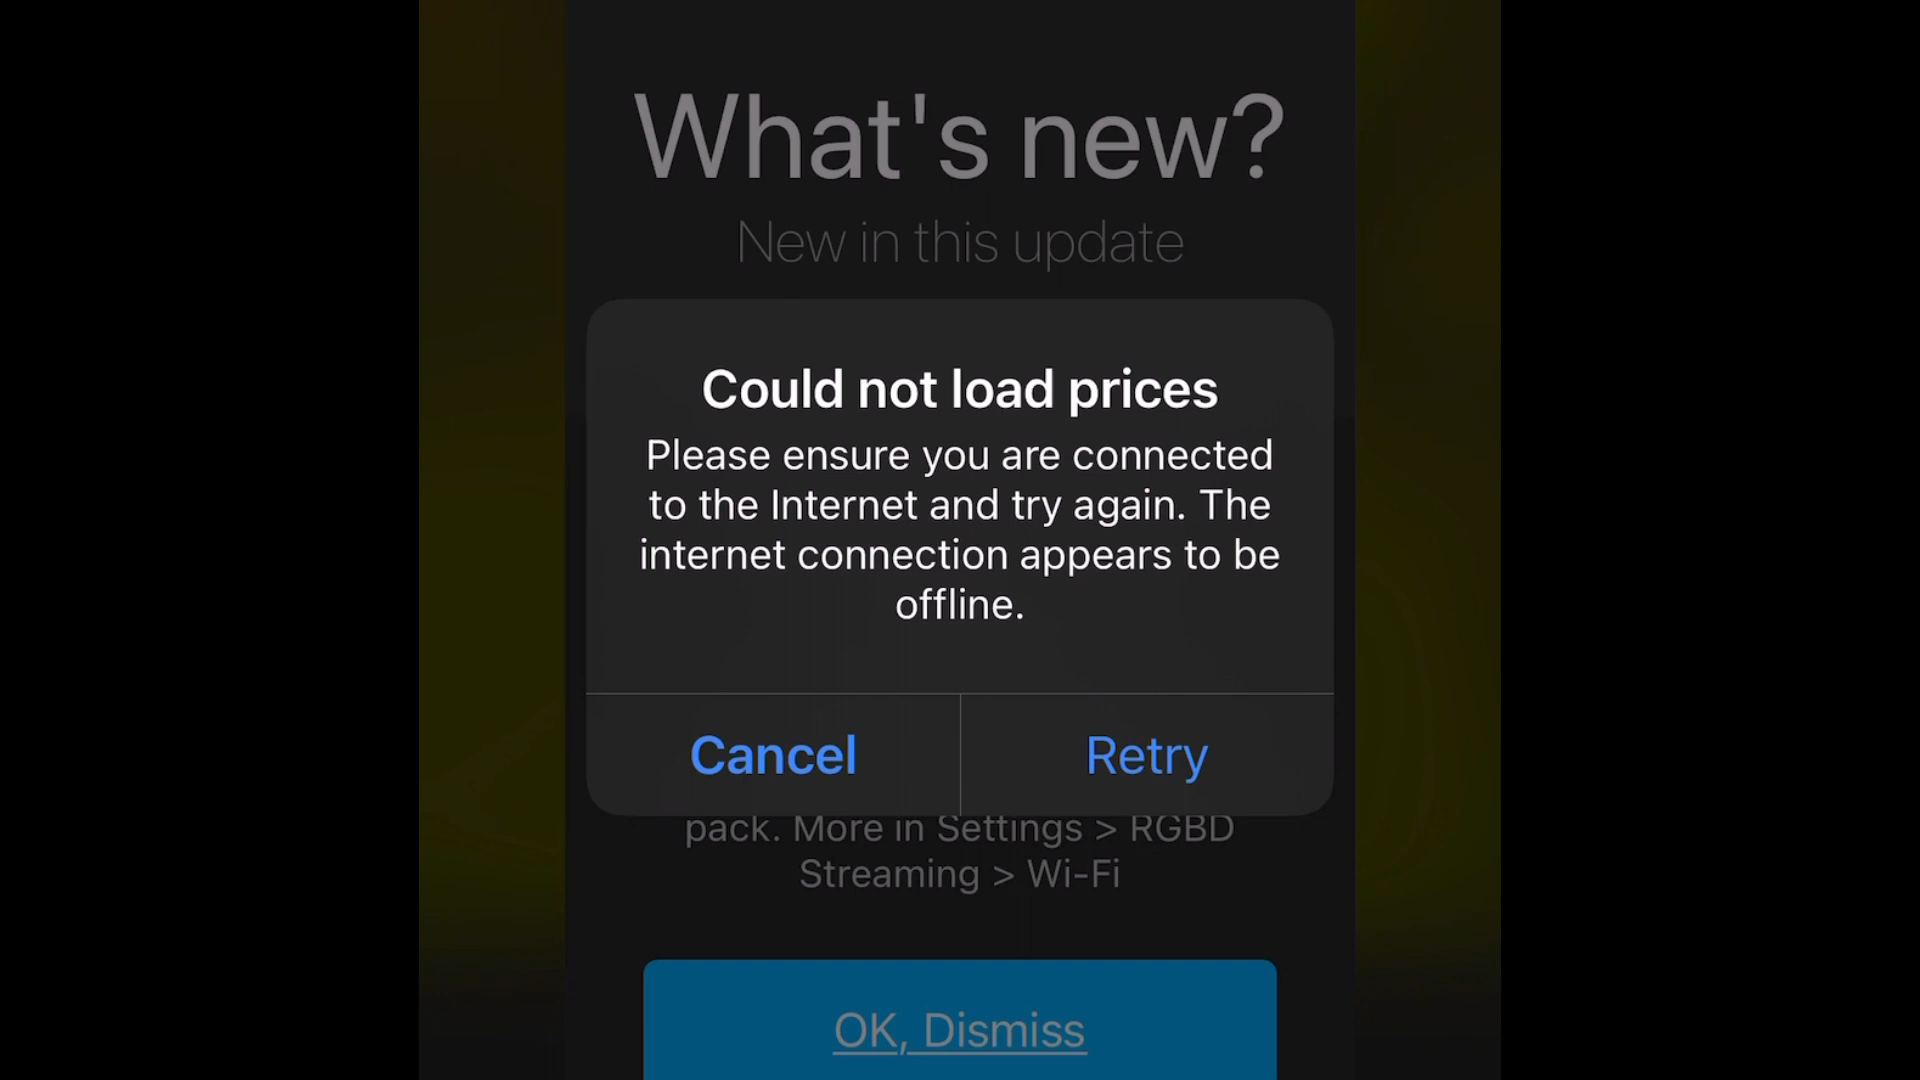 What's new?
New in this update
Could not load prices
Please ensure you are connected
to the Internet and try again. The
internet connection appears to be
offline.
Cancel
Retry
pack. More in Settings > RGBD
Streaming > Wi-Fi
OK, Dismiss